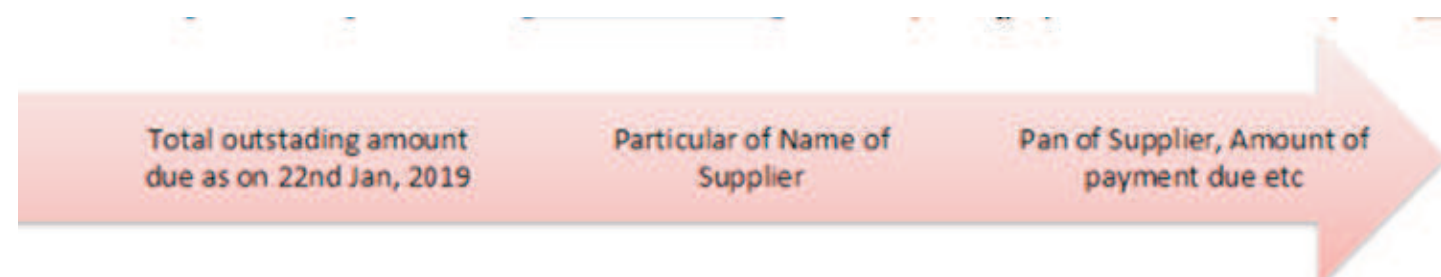 Total outstading amount
due as on 22nd Jan, 2019
Particular of Name of
Supplier
Pan of Supplier, Amount of
payment due etc